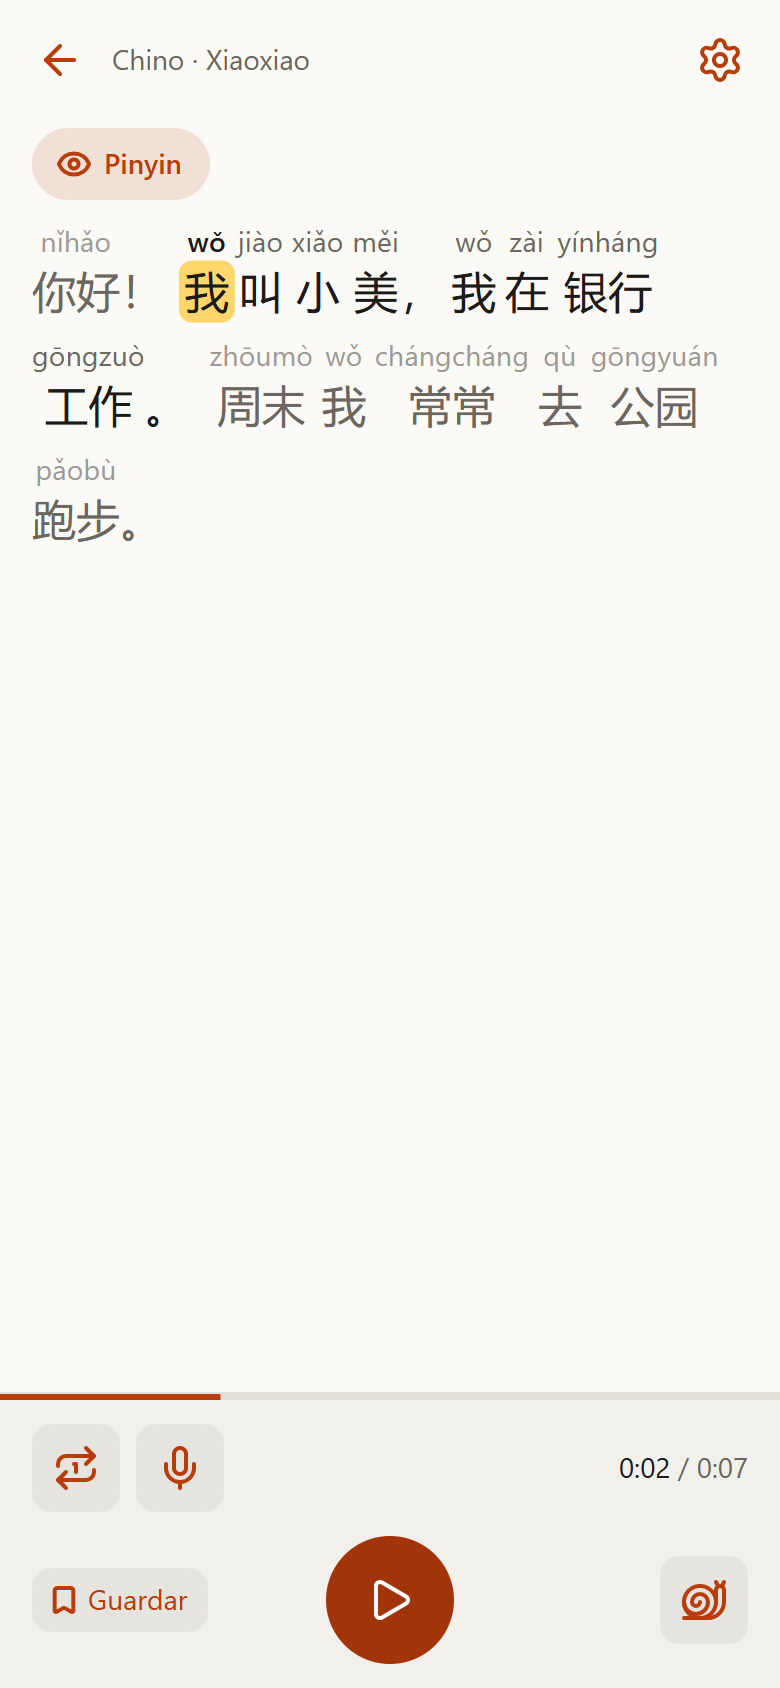 Chino · Xiaoxiao
Pinyin
nǐhǎo wǒ jiào xiǎo měi wǒ zài yínháng
你好！ 我叫小美，我在银行
gōngzuò zhōumò wǒ chángcháng qù gōngyuán
工作。 周末我常常去公园
pǎobù
跑步。
0:02 / 0:07
Guardar